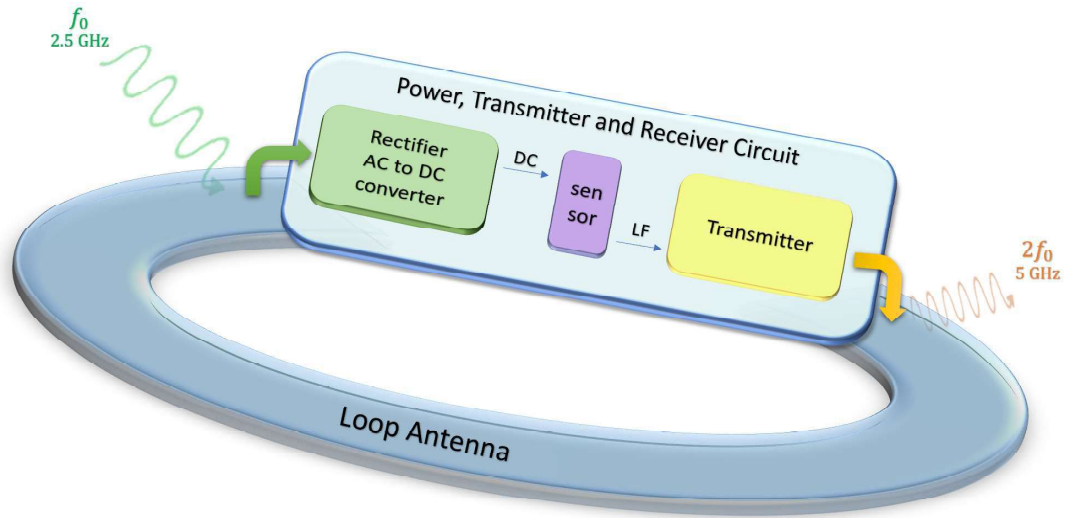 f₀
2.5 GHz
Power, Transmitter and Receiver Circuit
Rectifier
AC to DC
converter
DC
sen
sor
LF
Transmitter
2f₀
5 GHz
Loop Antenna